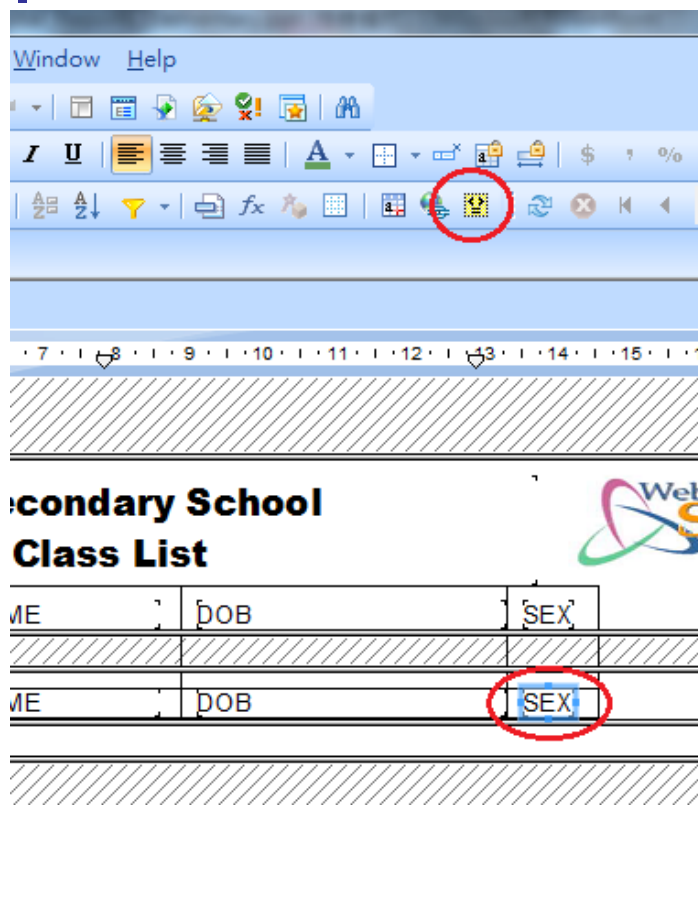 Window Help
I U A $ , %
A Z A Z fx a
7 8 9 10 11 12 13 14 15
econdary School
Class List
ME DOB SEX
ME DOB SEX